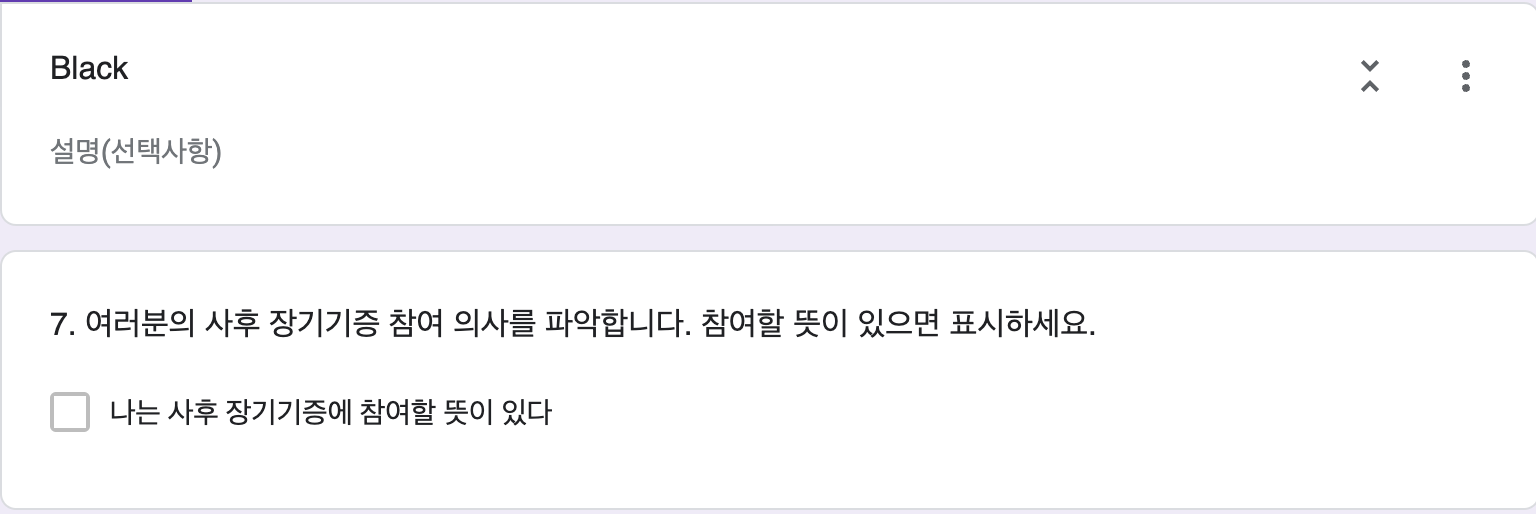 Black
설명(선택사항)
7. 여러분의 사후 장기기증 참여 의사를 파악합니다. 참여할 뜻이 있으면 표시하세요.
나는 사후 장기기증에 참여할 뜻이 있다